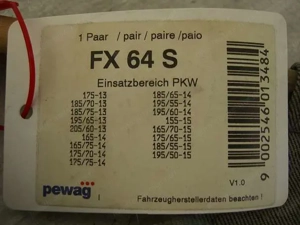 1 Paar / pair / paire /paio
FX 64 S
Einsatzbereich PKW
175-13 185/65-14
185/70-13 195/55-14
185/75-13 195/60-14
195/65-13 155-15
205/60-13 165/70-15
165-14 165/65-15
165/75-14 175/65-15
175/70-14 185/55-15
175/75-14 195/50-15
9 002546 013484
V1.0
pewag Fahrzeugherstellerdaten beachten !